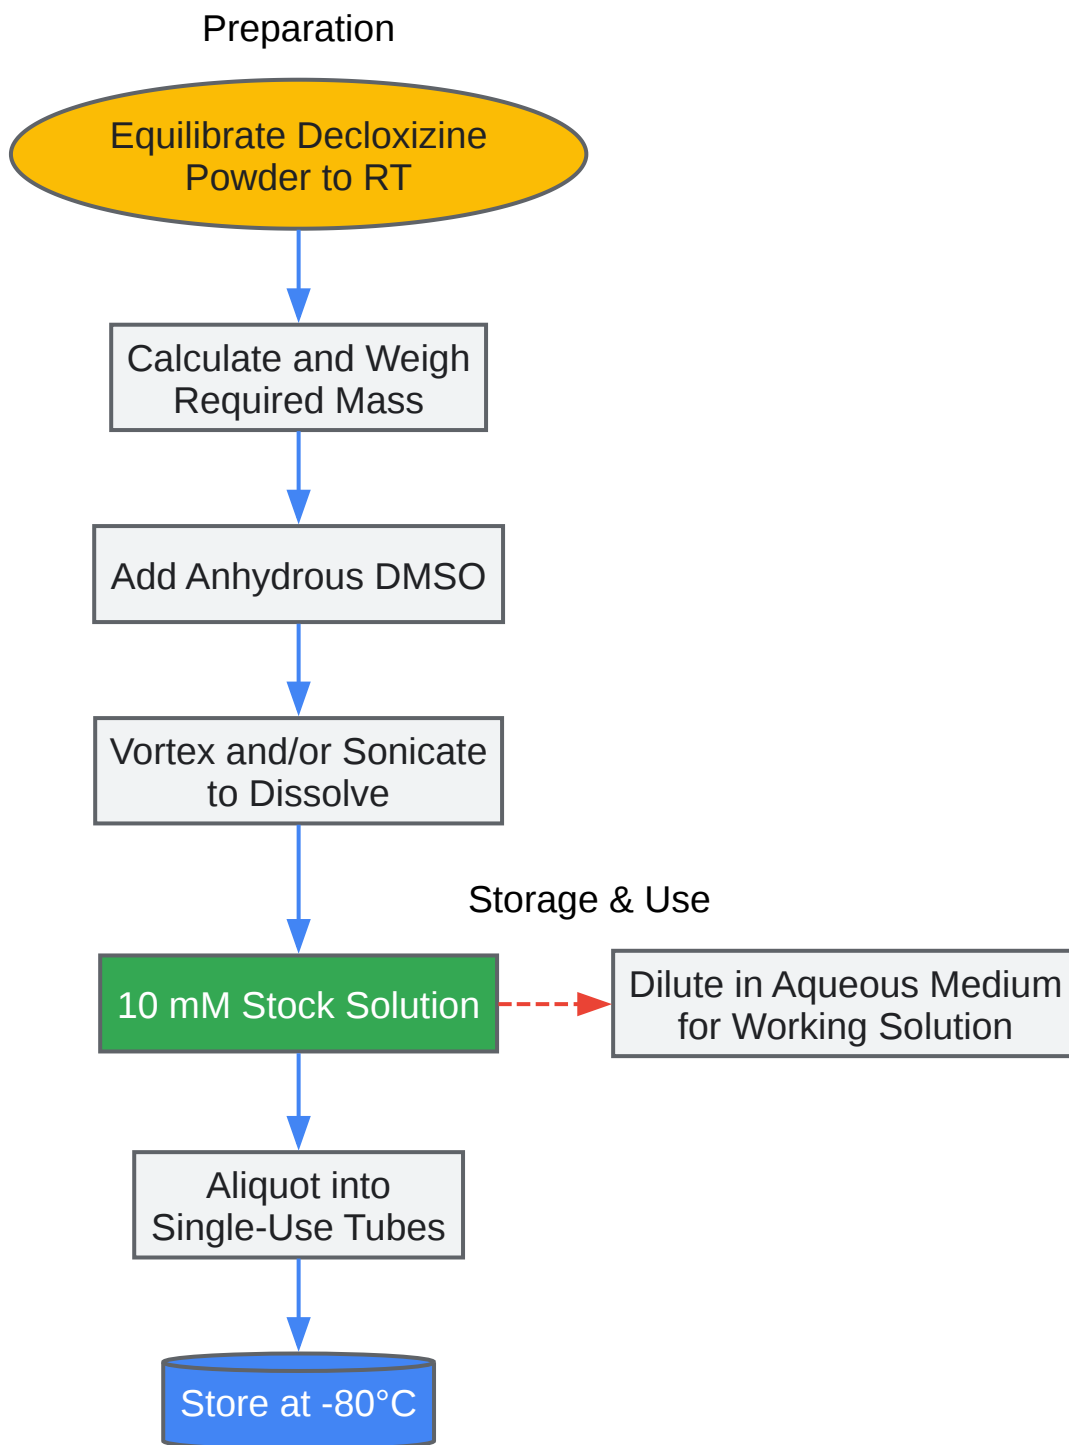 Preparation
Equilibrate Decloxizine
Powder to RT
Calculate and Weigh
Required Mass
Add Anhydrous DMSO
Vortex and/or Sonicate
to Dissolve
Storage & Use
10 mM Stock Solution
Dilute in Aqueous Medium
for Working Solution
Aliquot into
Single-Use Tubes
Store at -80°C